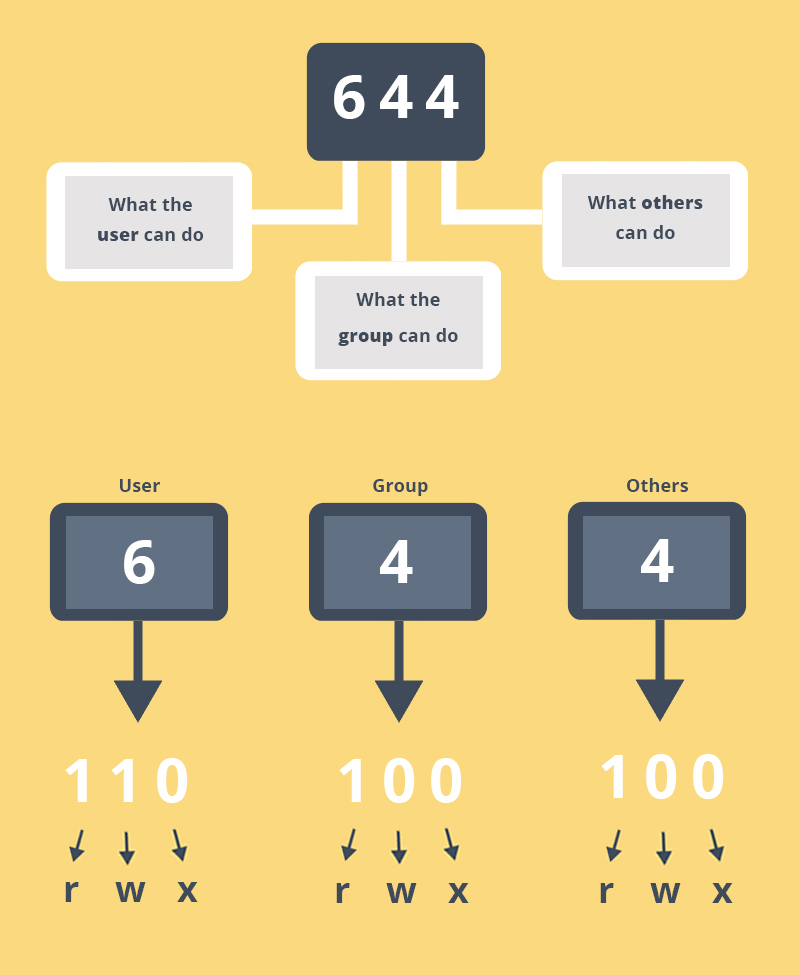 644
What the
user can do
What others
can do
What the
group can do
User
Group
Others
6
4
4
110
100
100
r w x
r w x
r w x